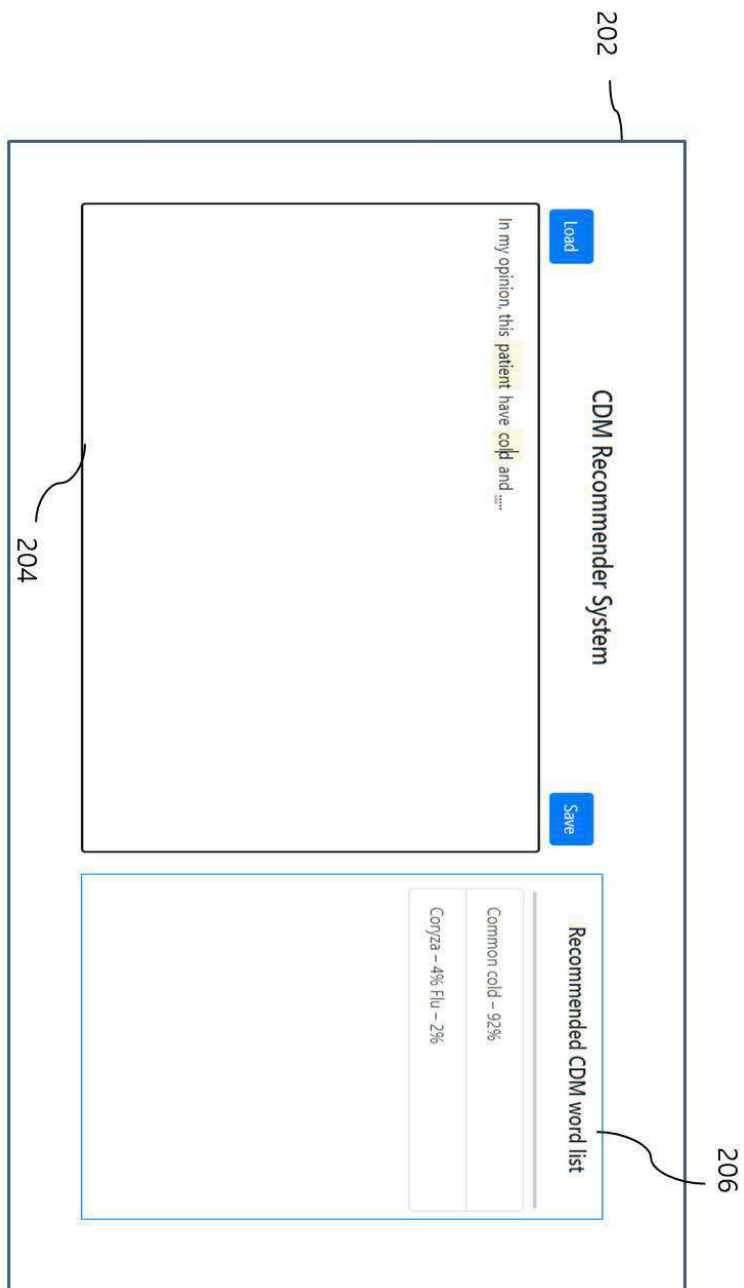 202
CDM Recommender System
Load
Save
In my opinion, this patient have cold and .....
204
Recommended CDM word list
Common cold – 92%
Coryza – 4% Flu – 2%
206